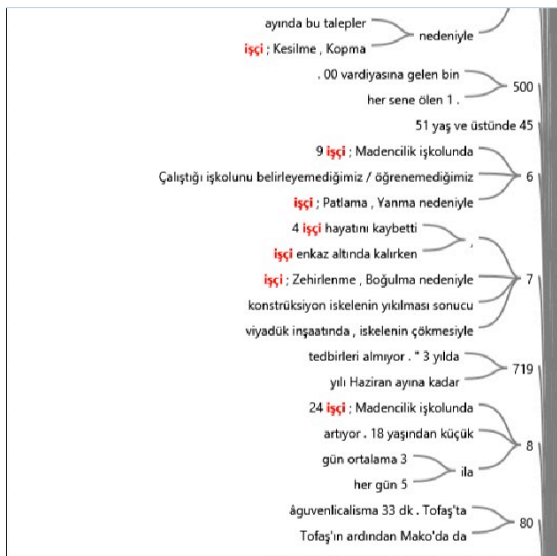 ayında bu talepler
nedeniyle
işçi ; Kesilme , Kopma
. 00 vardiyasına gelen bin
500
her sene ölen 1 .
51 yaş ve üstünde 45
9 işçi ; Madencilik işkolunda
Çalıştığı işkolunu belirleyemediğimiz / öğrenemediğimiz
6
işçi ; Patlama , Yanma nedeniyle
4 işçi hayatını kaybetti
,
işçi enkaz altında kalırken
işçi ; Zehirlenme , Boğulma nedeniyle
7
konstrüksiyon iskelenin yıkılması sonucu
viyadük inşaatında , iskelenin çökmesiyle
tedbirleri almıyor . " 3 yılda
719
yılı Haziran ayına kadar
24 işçi ; Madencilik işkolunda
artıyor . 18 yaşından küçük
8
gün ortalama 3
ila
her gün 5
âguvenlicalisma 33 dk . Tofaş'ta
80
Tofaş'ın ardından Mako'da da